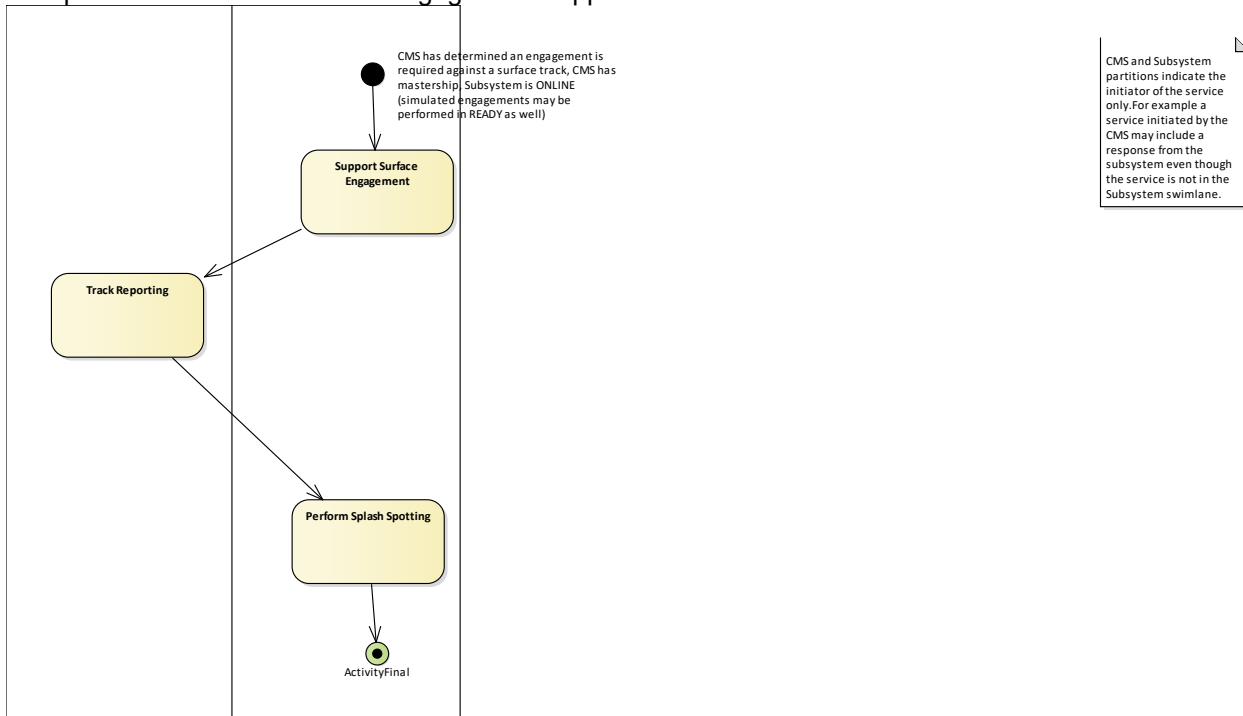 CMS has determined an engagement is
required against a surface track, CMS has
mastership, Subsystem is ONLINE
(simulated engagements may be
performed in READY as well)
Support Surface
Engagement
Track Reporting
Perform Splash Spotting
ActivityFinal
CMS and Subsystem
partitions indicate the
initiator of the service
only.For example a
service initiated by the
CMS may include a
response from the
subsystem even though
the service is not in the
Subsystem swimlane.